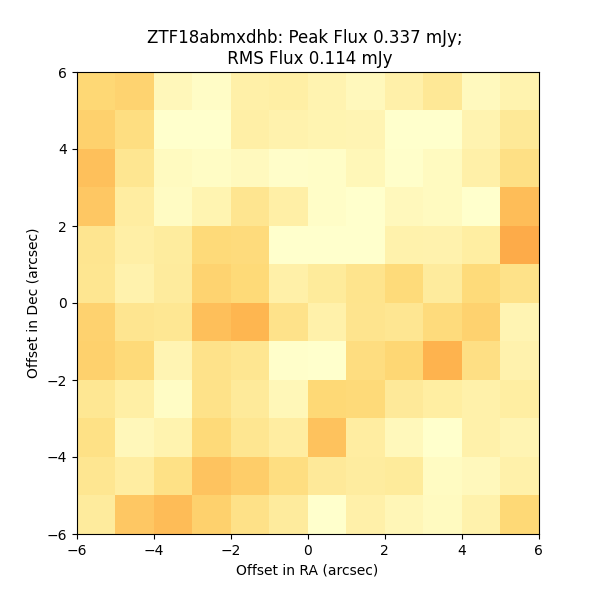 ZTF18abmxdhb: Peak Flux 0.337 mJy;
RMS Flux 0.114 mJy
6
4
2
0
−2
−4
−6
Offset in Dec (arcsec)
−6 −4 −2 0 2 4 6
Offset in RA (arcsec)